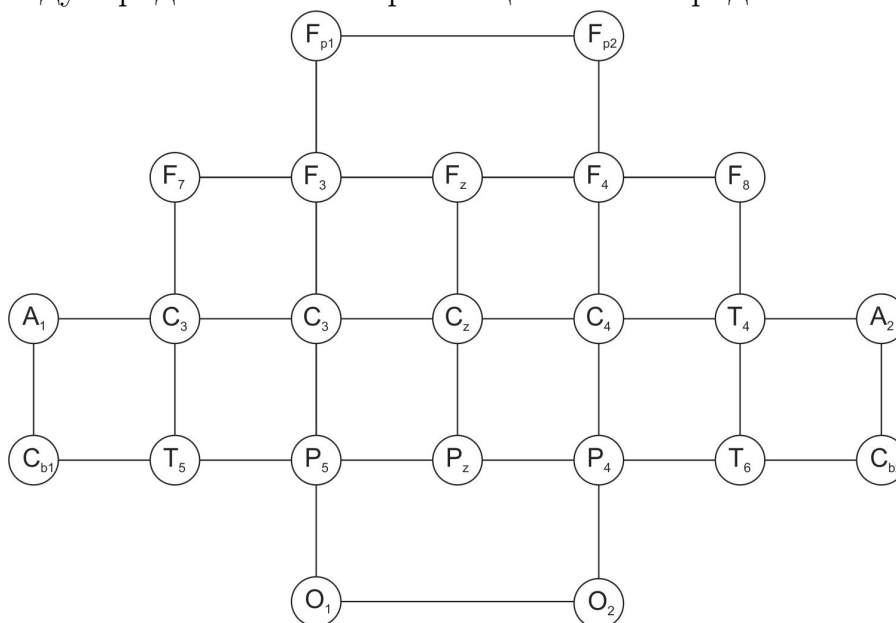 Fp1 Fp2
F7 F3 Fz F4 F8
A1 C3 C3 Cz C4 T4 A2
Cb1 T5 P5 Pz P4 T6 Cb
O1 O2